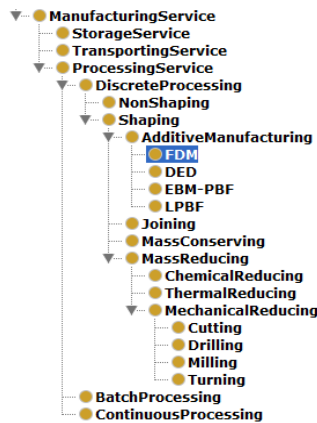 ManufacturingService
StorageService
TransportingService
ProcessingService
DiscreteProcessing
NonShaping
Shaping
AdditiveManufacturing
FDM
DED
EBM-PBF
LPBF
Joining
MassConserving
MassReducing
ChemicalReducing
ThermalReducing
MechanicalReducing
Cutting
Drilling
Milling
Turning
BatchProcessing
ContinuousProcessing